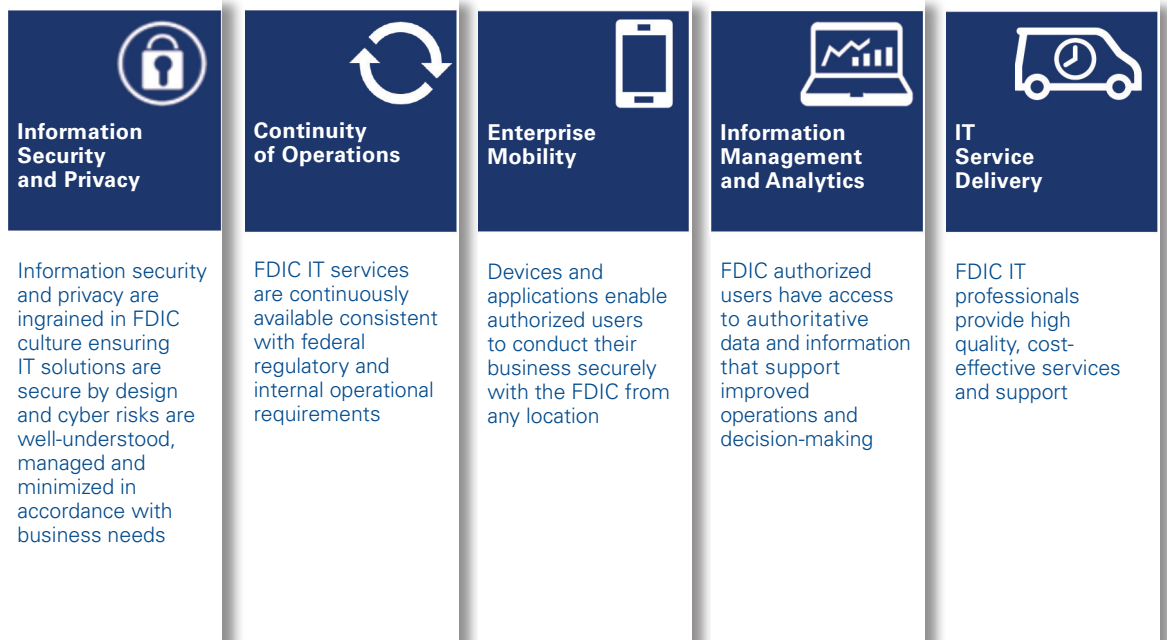 Information
Security
and Privacy
Information security
and privacy are
ingrained in FDIC
culture ensuring
IT solutions are
secure by design
and cyber risks are
well-understood,
managed and
minimized in
accordance with
business needs
Continuity
of Operations
FDIC IT services
are continuously
available consistent
with federal
regulatory and
internal operational
requirements
Enterprise
Mobility
Devices and
applications enable
authorized users
to conduct their
business securely
with the FDIC from
any location
Information
Management
and Analytics
FDIC authorized
users have access
to authoritative
data and information
that support
improved
operations and
decision-making
IT
Service
Delivery
FDIC IT
professionals
provide high
quality, cost-
effective services
and support